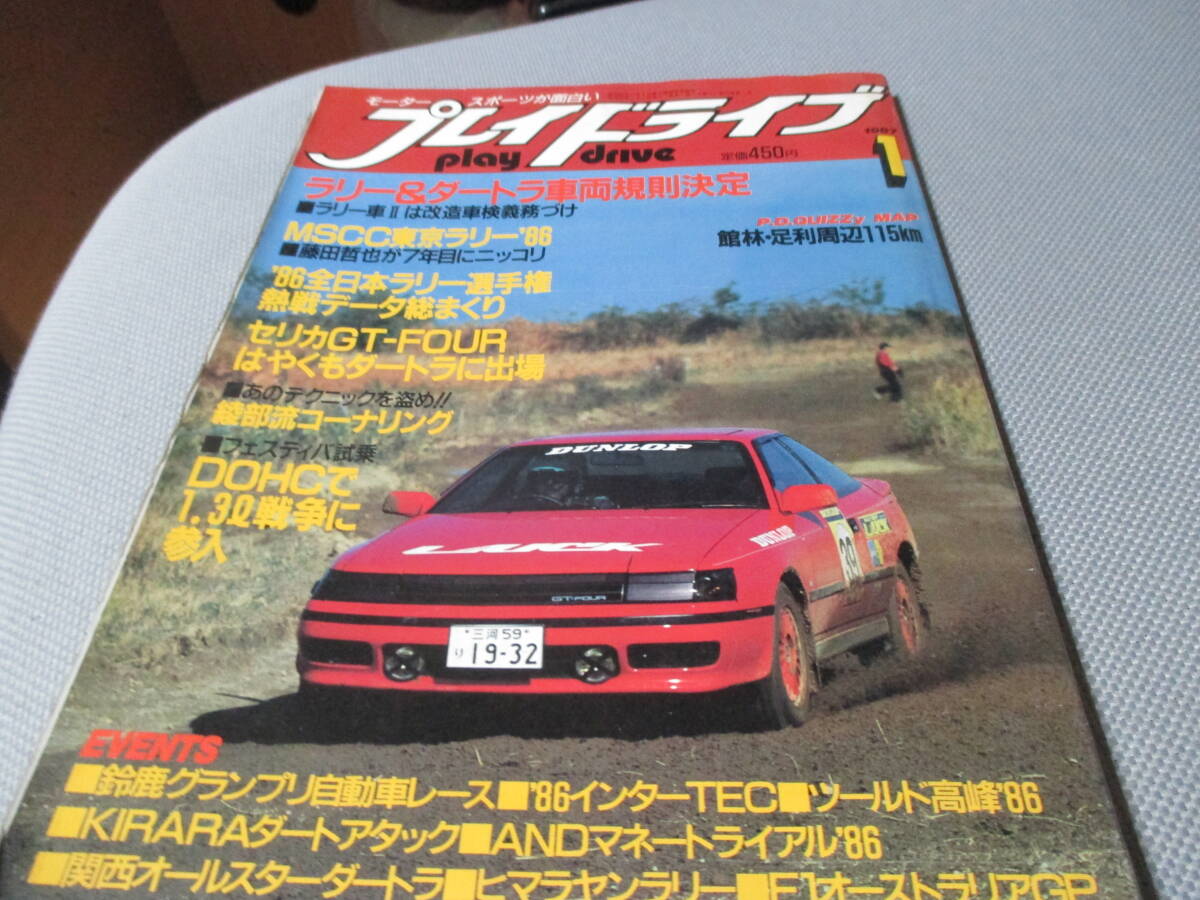 モータースポーツが面白い
プレイドライブ
play drive
定価450円
1987
1
ラリー&ダートラ車両規則決定
■ラリー車Ⅱは改造車検義務づけ
P.D.QUIZZy MAP
館林・足利周辺115km
MSCC東京ラリー'86
■藤田哲也が7年目にニッコリ
'86全日本ラリー選手権
熱戦データ総まくり
セリカGT-FOUR
はやくもダートラに出場
■あのテクニックを盗め!!
綾部流コーナリング
■フェスティバ試乗
DOHCで
1.3ℓ戦争に
参入
DUNLOP
DUNLOP
LUCK
39
GT-FOUR
三河 59
り 19-32
EVENTS
■鈴鹿グランプリ自動車レース■'86インターTEC■ツールド高峰'86
■KIRARAダートアタック■ANDマネートライアル'86
■関西オールスターダートラ■ヒマラヤンラリー■F1オーストラリアGP